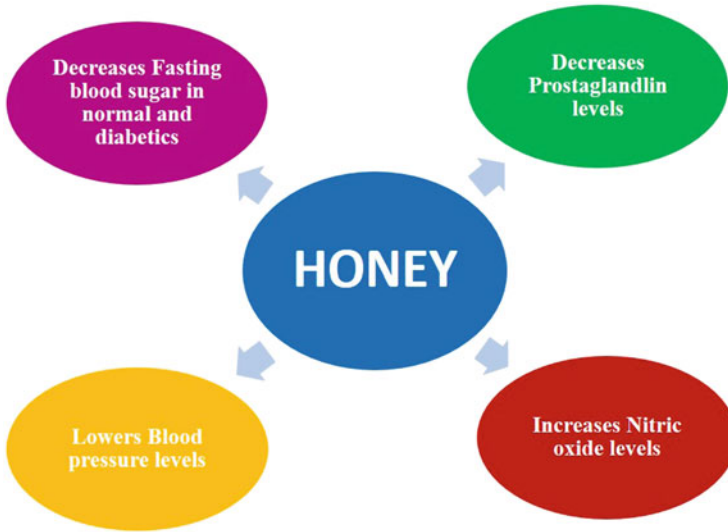 Decreases Fasting
blood sugar in
normal and
diabetics
Decreases
Prostaglandlin
levels
HONEY
Lowers Blood
pressure levels
Increases Nitric
oxide levels